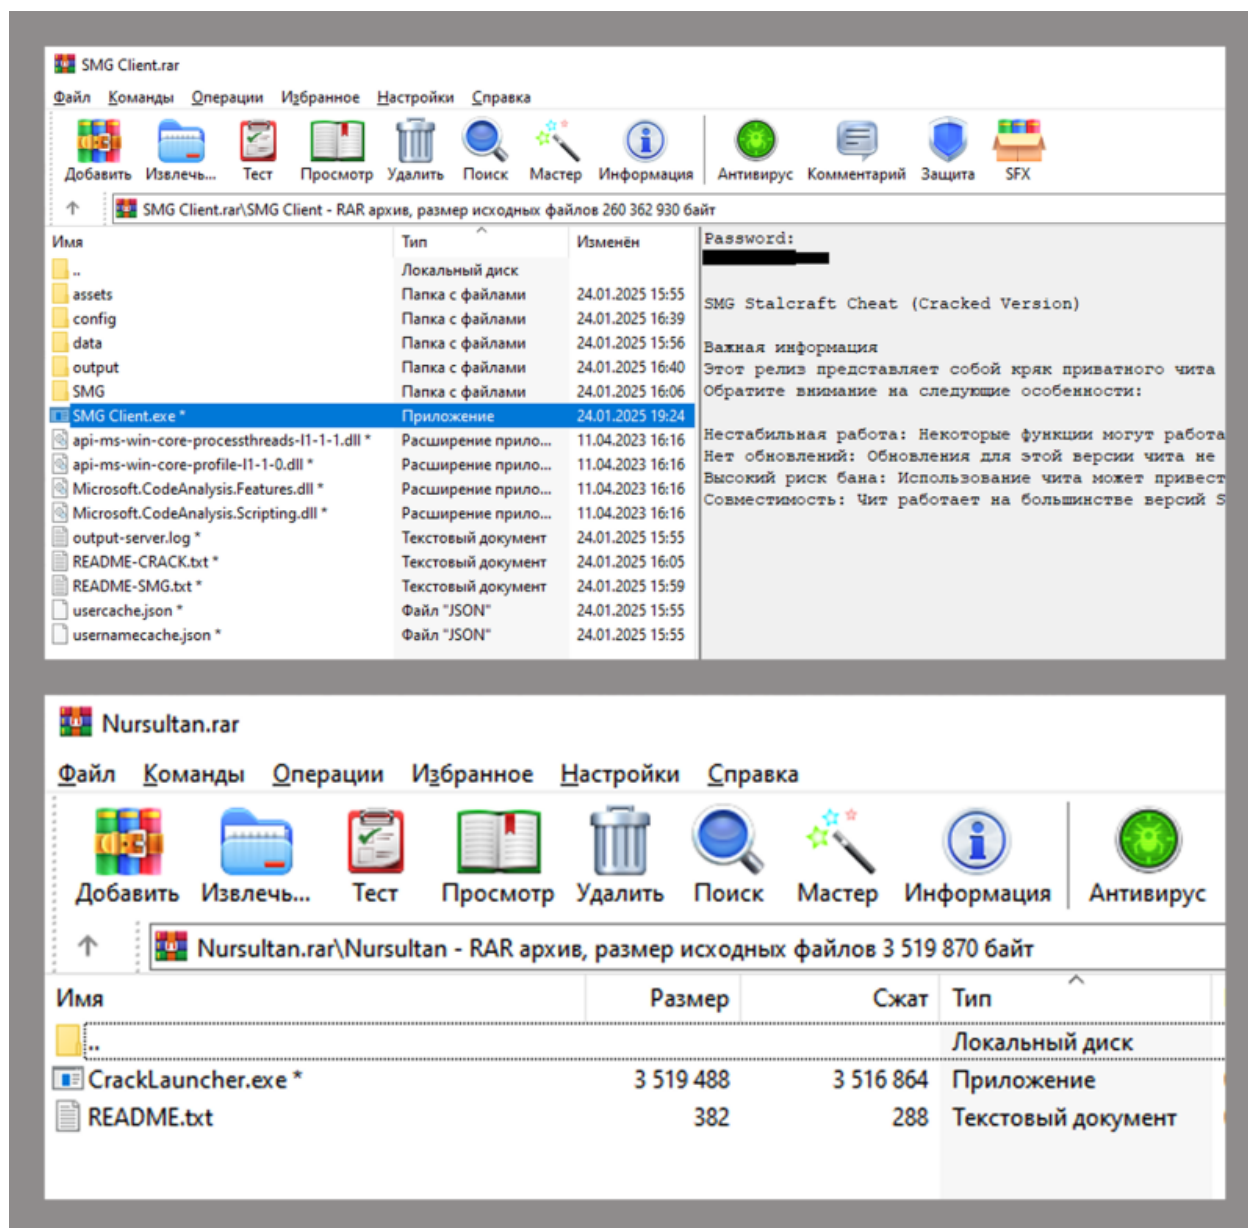 SMG Client.rar
Файл Команды Операции Избранное Настройки Справка
Добавить Извлечь... Тест Просмотр Удалить Поиск Мастер Информация Антивирус Комментарий Защита SFX
SMG Client.rar\SMG Client - RAR архив, размер исходных файлов 260 362 930 байт
Имя Тип Изменён
.. Локальный диск
assets Папка с файлами 24.01.2025 15:55
config Папка с файлами 24.01.2025 16:39
data Папка с файлами 24.01.2025 15:56
output Папка с файлами 24.01.2025 16:40
SMG Папка с файлами 24.01.2025 16:06
SMG Client.exe * Приложение 24.01.2025 19:24
api-ms-win-core-processthreads-l1-1-1.dll * Расширение прило... 11.04.2023 16:16
api-ms-win-core-profile-l1-1-0.dll * Расширение прило... 11.04.2023 16:16
Microsoft.CodeAnalysis.Features.dll * Расширение прило... 11.04.2023 16:16
Microsoft.CodeAnalysis.Scripting.dll * Расширение прило... 11.04.2023 16:16
output-server.log * Текстовый документ 24.01.2025 15:55
README-CRACK.txt * Текстовый документ 24.01.2025 16:05
README-SMG.txt * Текстовый документ 24.01.2025 15:59
usercache.json * Файл "JSON" 24.01.2025 15:55
usernamecache.json * Файл "JSON" 24.01.2025 15:55
Password:
SMG Stalcraft Cheat (Cracked Version)
Важная информация
Этот релиз представляет собой кряк приватного чита
Обратите внимание на следующие особенности:
Нестабильная работа: Некоторые функции могут работа
Нет обновлений: Обновления для этой версии чита не
Высокий риск бана: Использование чита может привест
Совместимость: Чит работает на большинстве версий S
Nursultan.rar
Файл Команды Операции Избранное Настройки Справка
Добавить Извлечь... Тест Просмотр Удалить Поиск Мастер Информация Антивирус
Nursultan.rar\Nursultan - RAR архив, размер исходных файлов 3 519 870 байт
Имя Размер Сжат Тип
.. Локальный диск
CrackLauncher.exe * 3 519 488 3 516 864 Приложение
README.txt 382 288 Текстовый документ